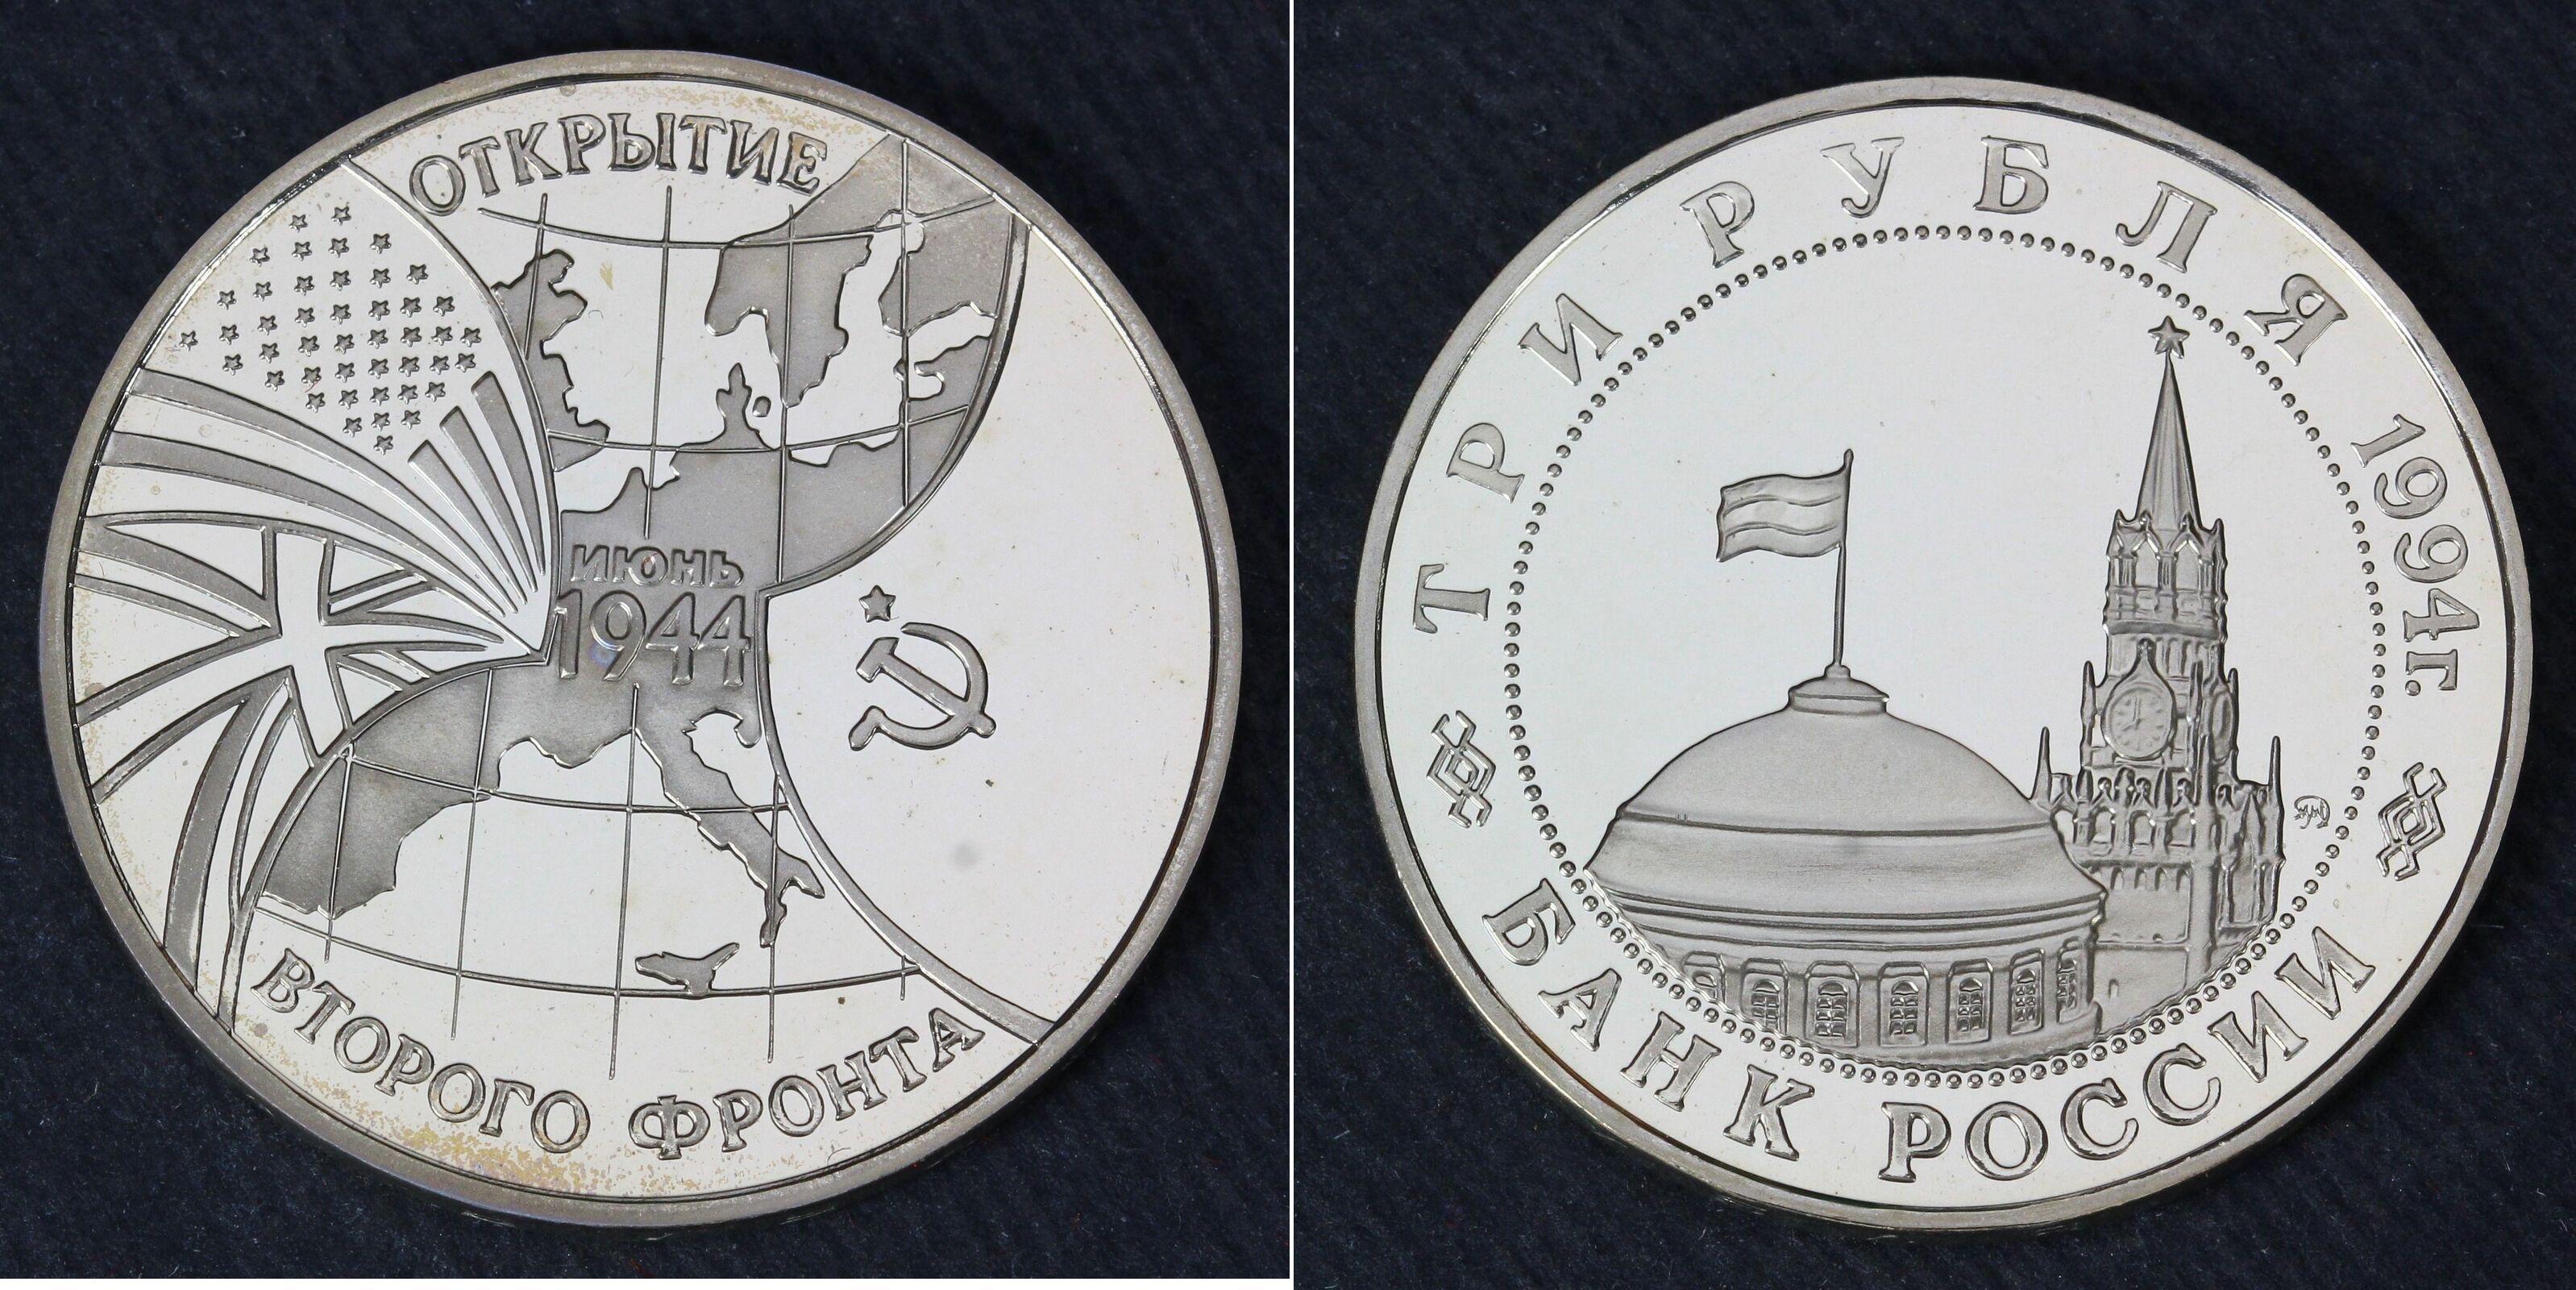 ОТКРЫТИЕ
ИЮНЬ
1944
ВТОРОГО ФРОНТА
ТРИ РУБЛЯ 1994г.
БАНК РОССИИ